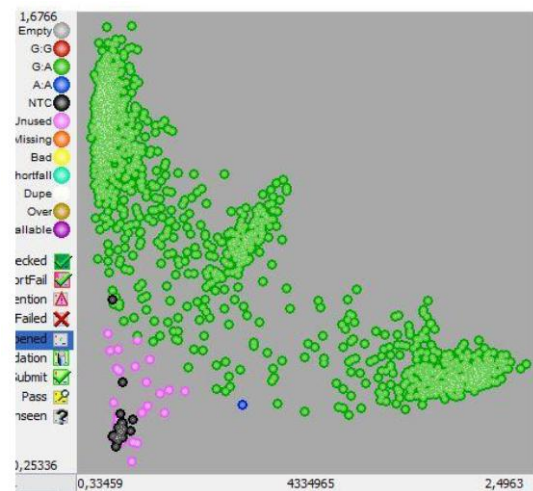 1,6766
Empty
G:G
G:A
A:A
NTC
Unused
Missing
Bad
hortfall
Dupe
Over
allable
ecked
ortFail
ention
Failed
pened
dation
Submit
Pass
nseen
0,25336
0,33459
4334965
2,4963